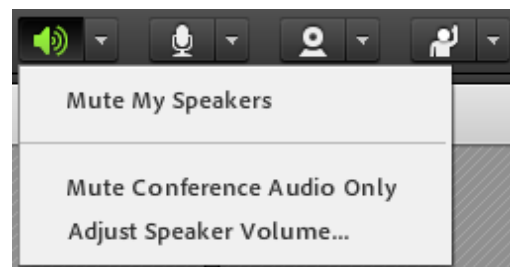 Mute My Speakers
Mute Conference Audio Only
Adjust Speaker Volume...